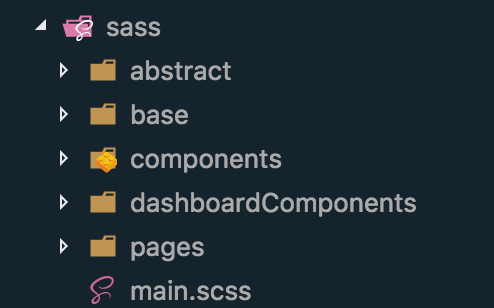 sass
abstract
base
components
dashboardComponents
pages
main.scss